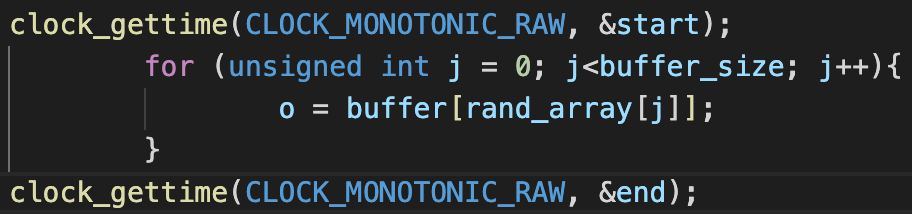 clock_gettime(CLOCK_MONOTONIC_RAW, &start);
for (unsigned int j = 0; j<buffer_size; j++){
o = buffer[rand_array[j]];
}
clock_gettime(CLOCK_MONOTONIC_RAW, &end);